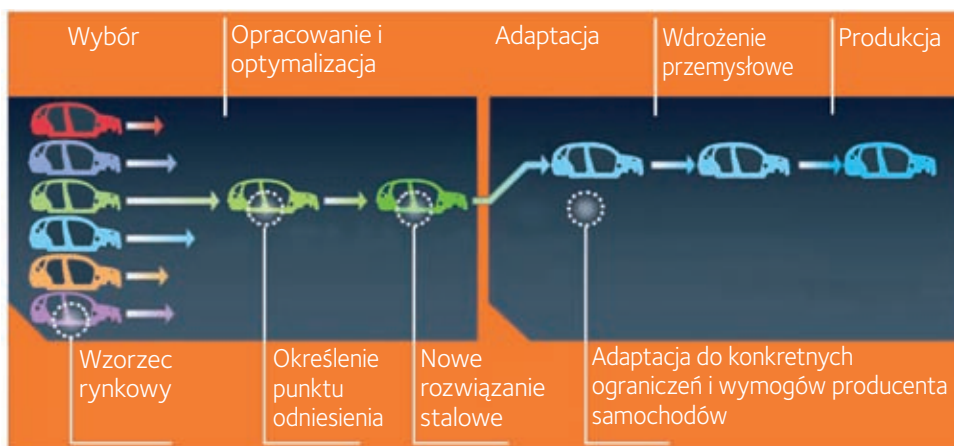 Wybór
Opracowanie i
optymalizacja
Adaptacja
Wdrożenie
przemysłowe
Produkcja
Wzorzec
rynkowy
Określenie
punktu
odniesienia
Nowe
rozwiązanie
stalowe
Adaptacja do konkretnych
ograniczeń i wymogów producenta
samochodów